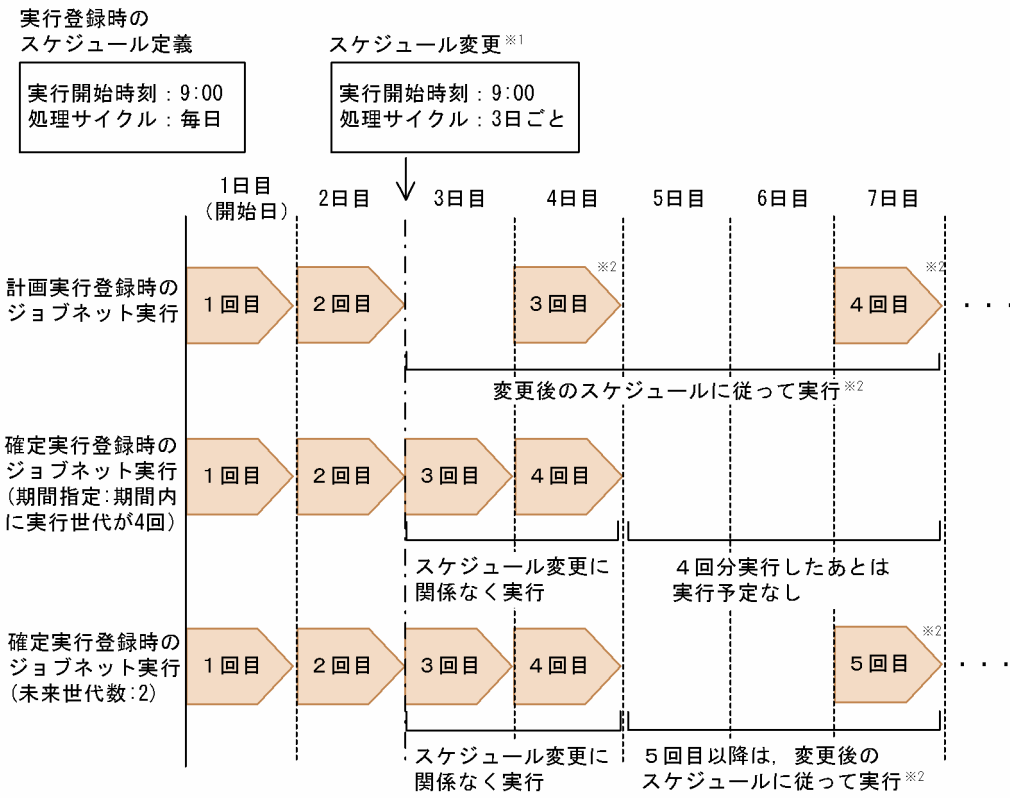 実行登録時の
スケジュール定義
実行開始時刻：9:00
処理サイクル：毎日
スケジュール変更※1
実行開始時刻：9:00
処理サイクル：3日ごと
1日目
（開始日）
2日目
3日目
4日目
5日目
6日目
7日目
計画実行登録時の
ジョブネット実行
１回目
２回目
３回目
※2
４回目
※2
・・・
変更後のスケジュールに従って実行※2
確定実行登録時の
ジョブネット実行
（期間指定：期間内
に実行世代が4回）
１回目
２回目
３回目
４回目
スケジュール変更に
関係なく実行
４回分実行したあとは
実行予定なし
確定実行登録時の
ジョブネット実行
（未来世代数：2）
１回目
２回目
３回目
４回目
５回目
※2
・・・
スケジュール変更に
関係なく実行
５回目以降は，変更後の
スケジュールに従って実行※2